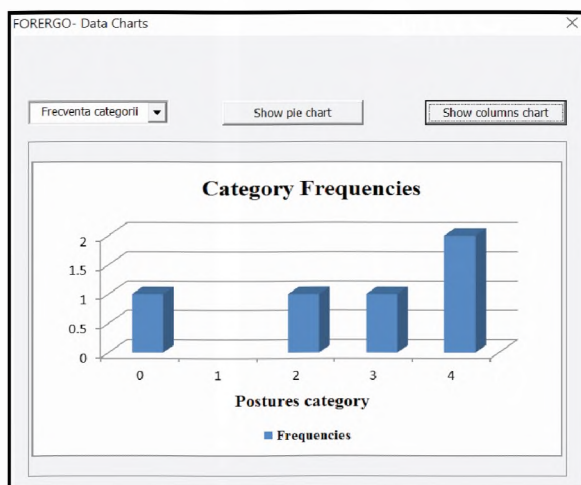 FORERGO- Data Charts
Frecventa categorii
Show pie chart
Show columns chart
Category Frequencies
2
1.5
1
0.5
0
0 1 2 3 4
Postures category
Frequencies